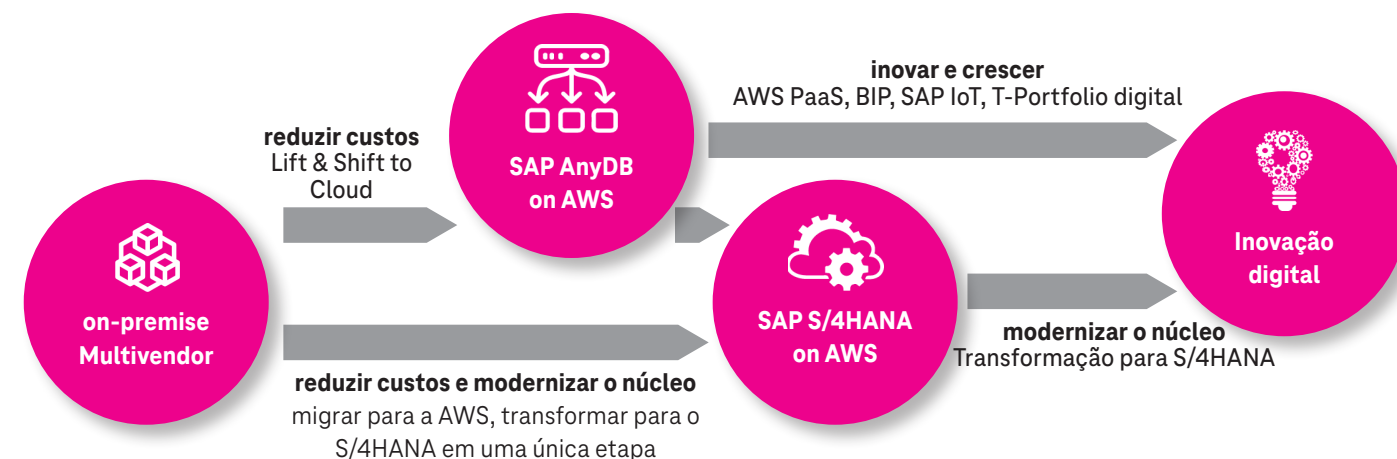 inovar e crescer
AWS PaaS, BIP, SAP IoT, T-Portfolio digital
reduzir custos
Lift & Shift to
Cloud
SAP AnyDB
on AWS
Inovação
digital
on-premise
Multivendor
SAP S/4HANA
on AWS
modernizar o núcleo
Transformação para S/4HANA
reduzir custos e modernizar o núcleo
migrar para a AWS, transformar para o
S/4HANA em uma única etapa